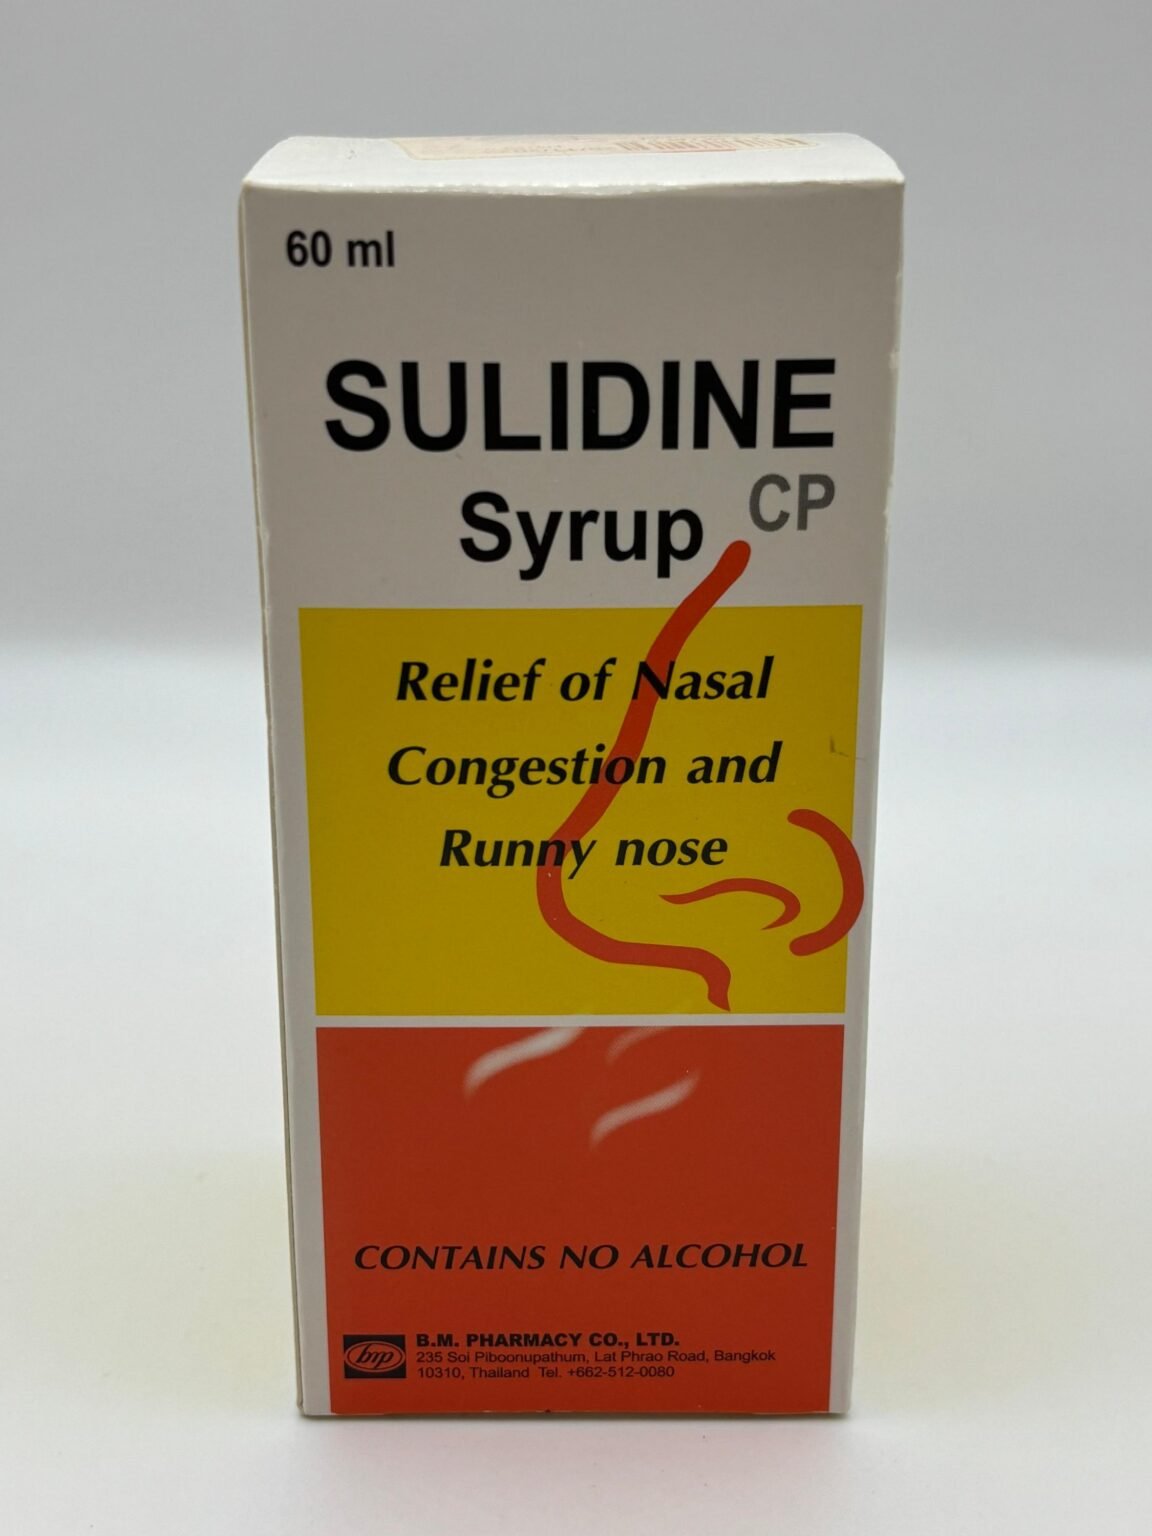 60 ml
SULIDINE
Syrup CP
Relief of Nasal
Congestion and
Runny nose
CONTAINS NO ALCOHOL
bmp
B.M. PHARMACY CO., LTD.
235 Soi Piboonupathum, Lat Phrao Road, Bangkok
10310, Thailand Tel. +662-512-0080